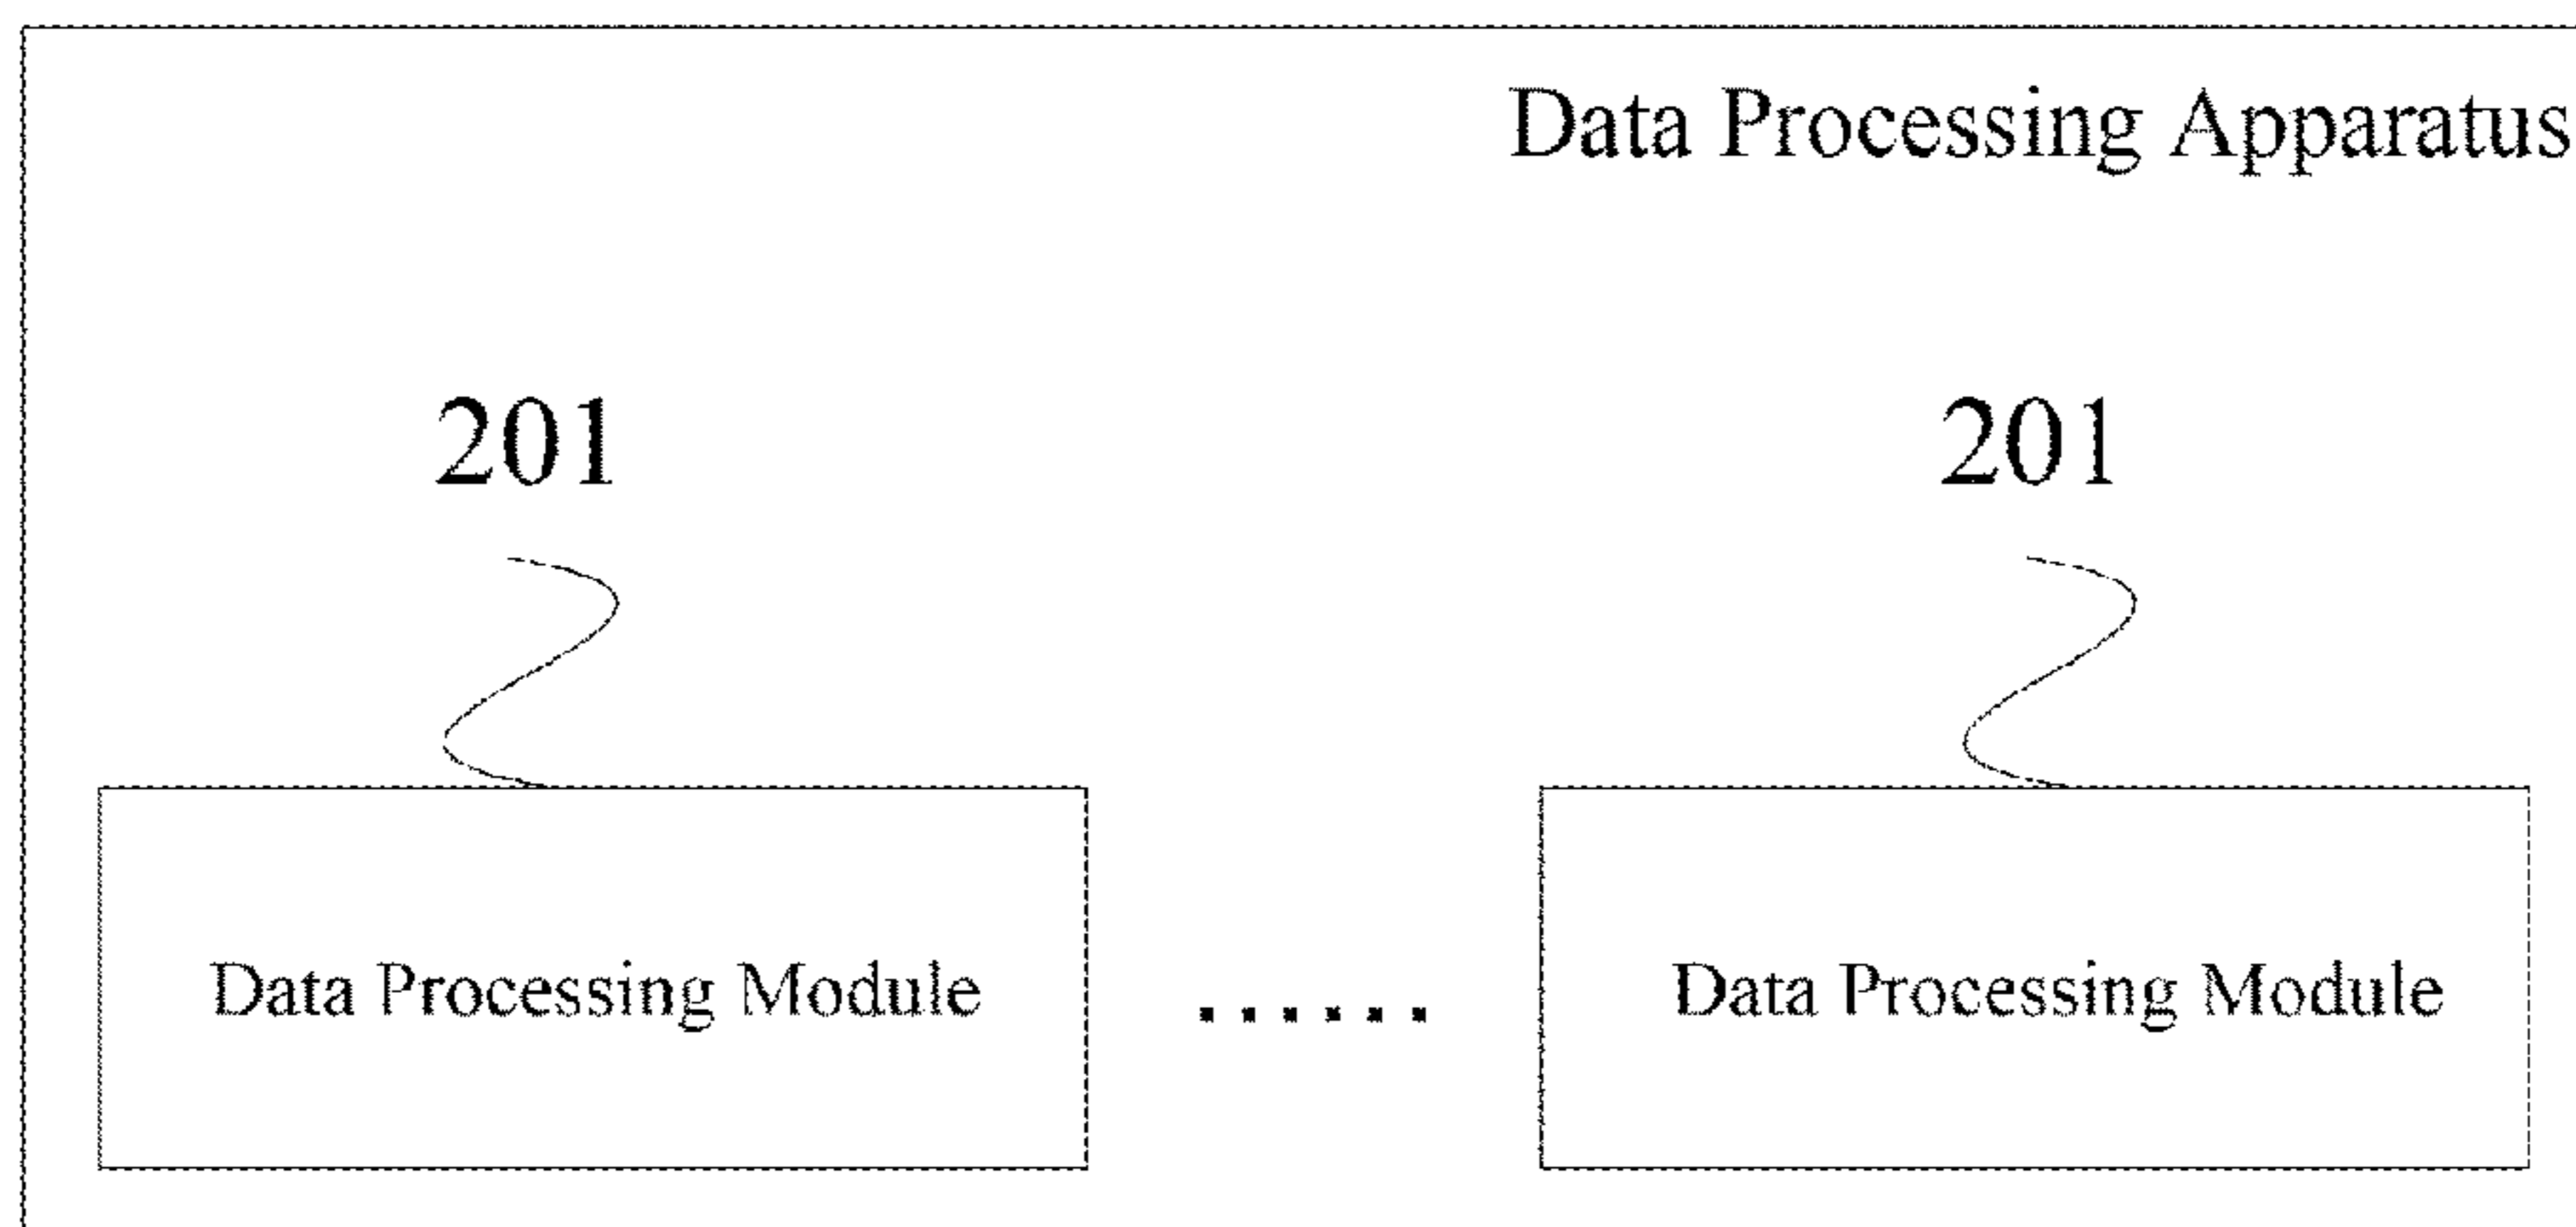 Data Processing Apparatus
201 201
Data Processing Module ...... Data Processing Module